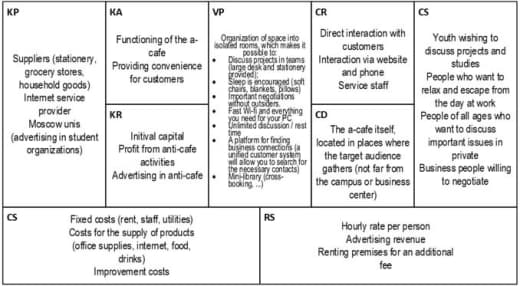 KP
Suppliers (stationery,
grocery stores,
household goods)
Internet service
provider
Moscow unis
(advertising in student
organizations)
KA
Functioning of the a-
cafe
Providing convenience
for customers
KR
Initival capital
Profit from anti-cafe
activities
Advertising in anti-cafe
VP
Organization of space into
isolated rooms, which makes it
possible to:
• Discuss projects in teams
(large desk and stationery
provided);
• Sleep is encouraged (soft
chairs, blankets, pillows)
• Important negotiations
without outsiders.
• Fast Wi-fi and everything
you need for your PC
• Unlimited discussion / rest
time
• A platform for finding
business connections (a
unified customer system
will allow you to search for
the necessary contacts)
• Mini-library (cross-
booking, ...)
CR
Direct interaction with
customers
Interaction via website
and phone
Service staff
CD
The a-cafe itself,
located in places where
the target audience
gathers (not far from
the campus or business
center)
CS
Youth wishing to
discuss projects and
studies
People who want to
relax and escape from
the day at work
People of all ages who
want to discuss
important issues in
private
Business people willing
to negotiate
CS
Fixed costs (rent, staff, utilities)
Costs for the supply of products
(office supplies, internet, food,
drinks)
Improvement costs
RS
Hourly rate per person
Advertising revenue
Renting premises for an additional
fee